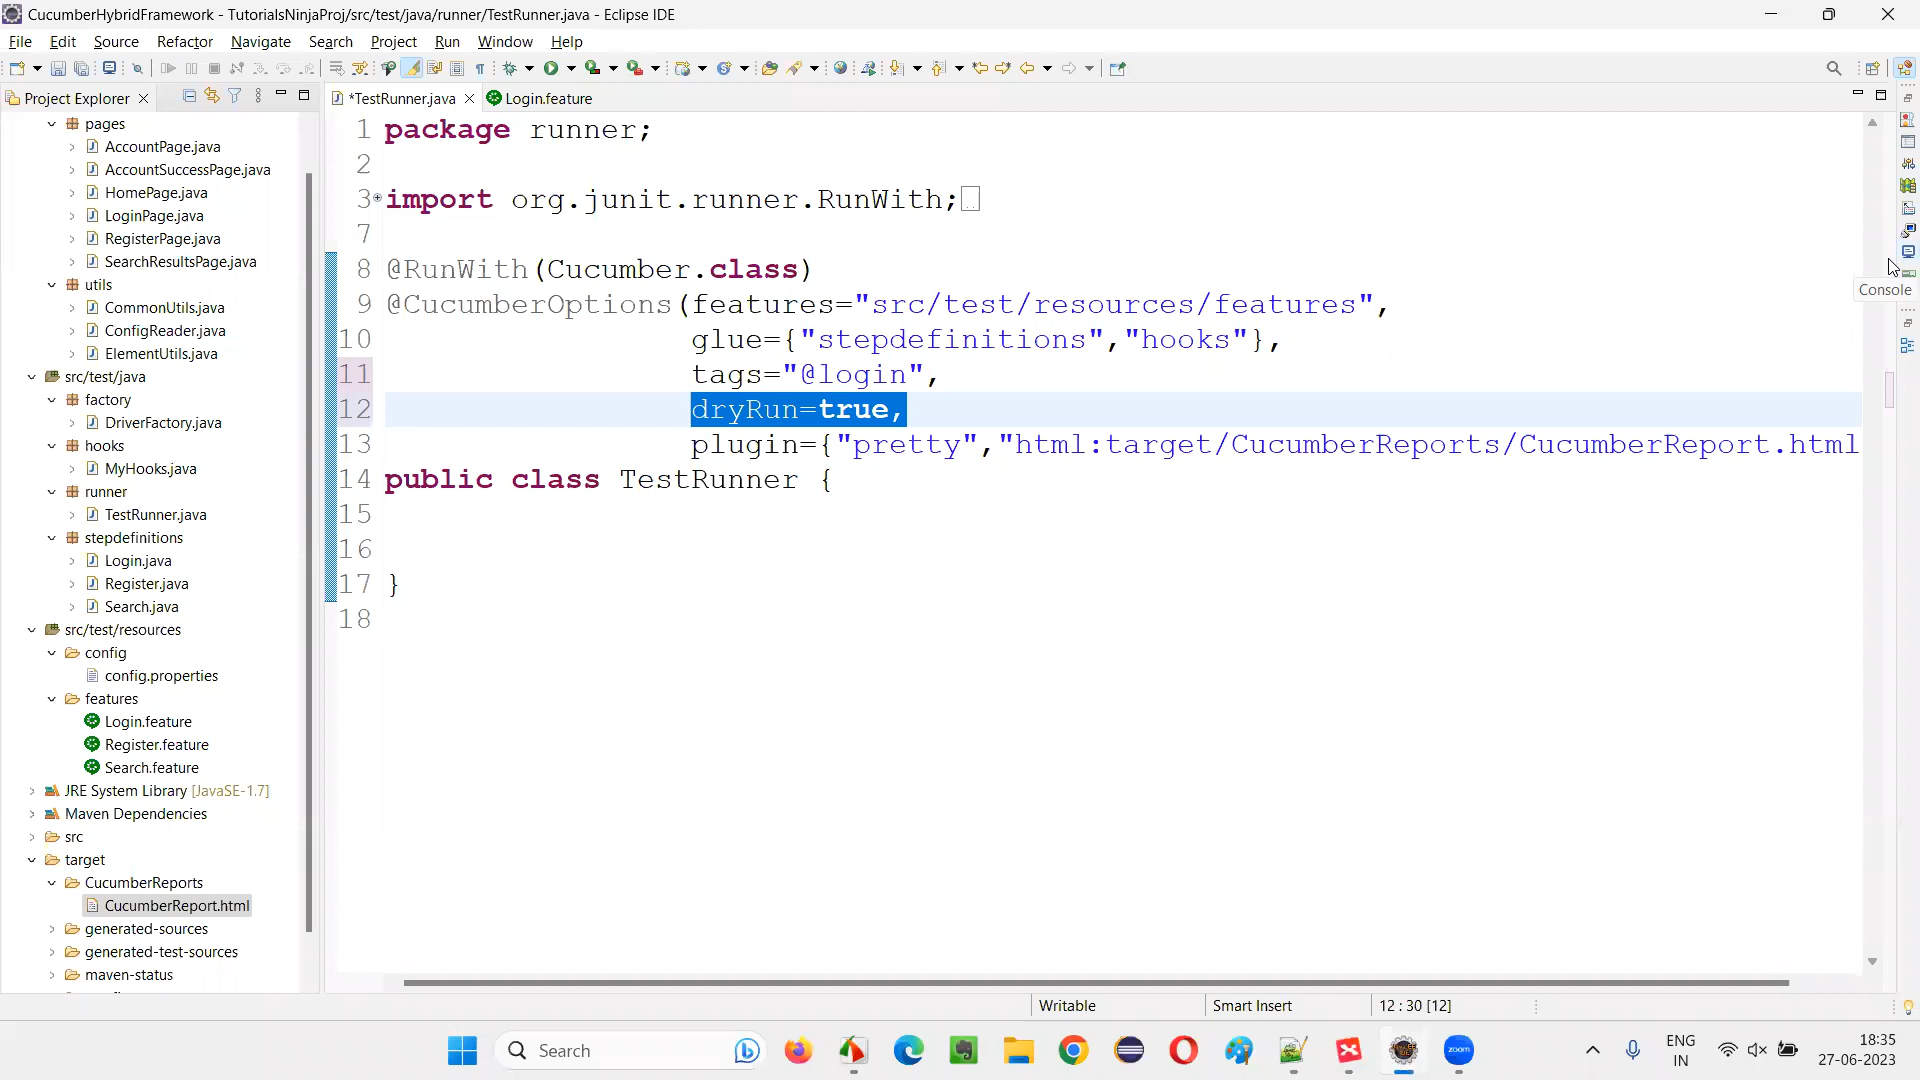 CucumberHybridFramework - TutorialsNinjaProj/src/test/java/runner/TestRunner.java - Eclipse IDE
File Edit Source Refactor Navigate Search Project Run Window Help
Project Explorer
pages
AccountPage.java
AccountSuccessPage.java
HomePage.java
LoginPage.java
RegisterPage.java
SearchResultsPage.java
utils
CommonUtils.java
ConfigReader.java
ElementUtils.java
src/test/java
factory
DriverFactory.java
hooks
MyHooks.java
runner
TestRunner.java
stepdefinitions
Login.java
Register.java
Search.java
src/test/resources
config
config.properties
features
Login.feature
Register.feature
Search.feature
JRE System Library [JavaSE-1.7]
Maven Dependencies
src
target
CucumberReports
CucumberReport.html
generated-sources
generated-test-sources
maven-status
*TestRunner.java Login.feature
1 package runner;
2
3 import org.junit.runner.RunWith;
7
8 @RunWith(Cucumber.class)
9 @CucumberOptions(features="src/test/resources/features",
10 glue={"stepdefinitions","hooks"},
11 tags="@login",
12 dryRun=true,
13 plugin={"pretty","html:target/CucumberReports/CucumberReport.html
14 public class TestRunner {
15
16
17 }
18
Console
Writable Smart Insert 12 : 30 [12]
Search
zoom
ENG
IN
18:35
27-06-2023